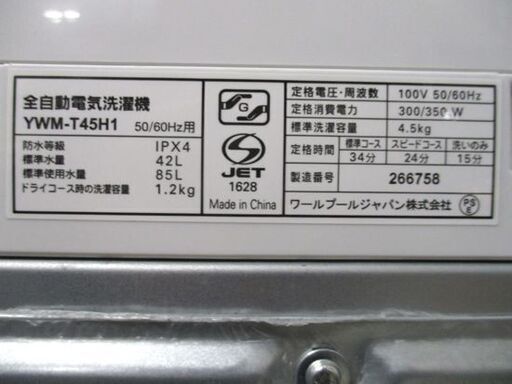 全自動電気洗濯機
YWM-T45H1 50/60Hz用
防水等級 IPX4
標準水量 42L
標準使用水量 85L
ドライコース時の洗濯容量 1.2kg
G
S
JET
1628
Made in China
定格電圧・周波数 100V 50/60Hz
定格消費電力 300/350 W
標準洗濯容量 4.5kg
定格時間 標準コース スピードコース 洗いのみ
34分 24分 15分
製造番号 266758
ワールプールジャパン株式会社 PSE